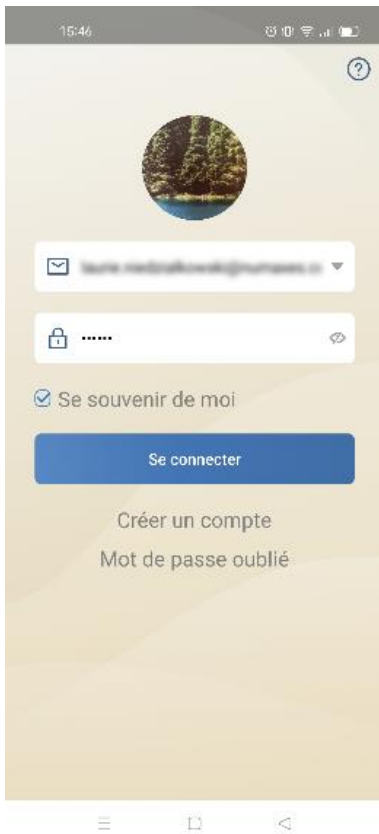 15:46
Se souvenir de moi
Se connecter
Créer un compte
Mot de passe oublié